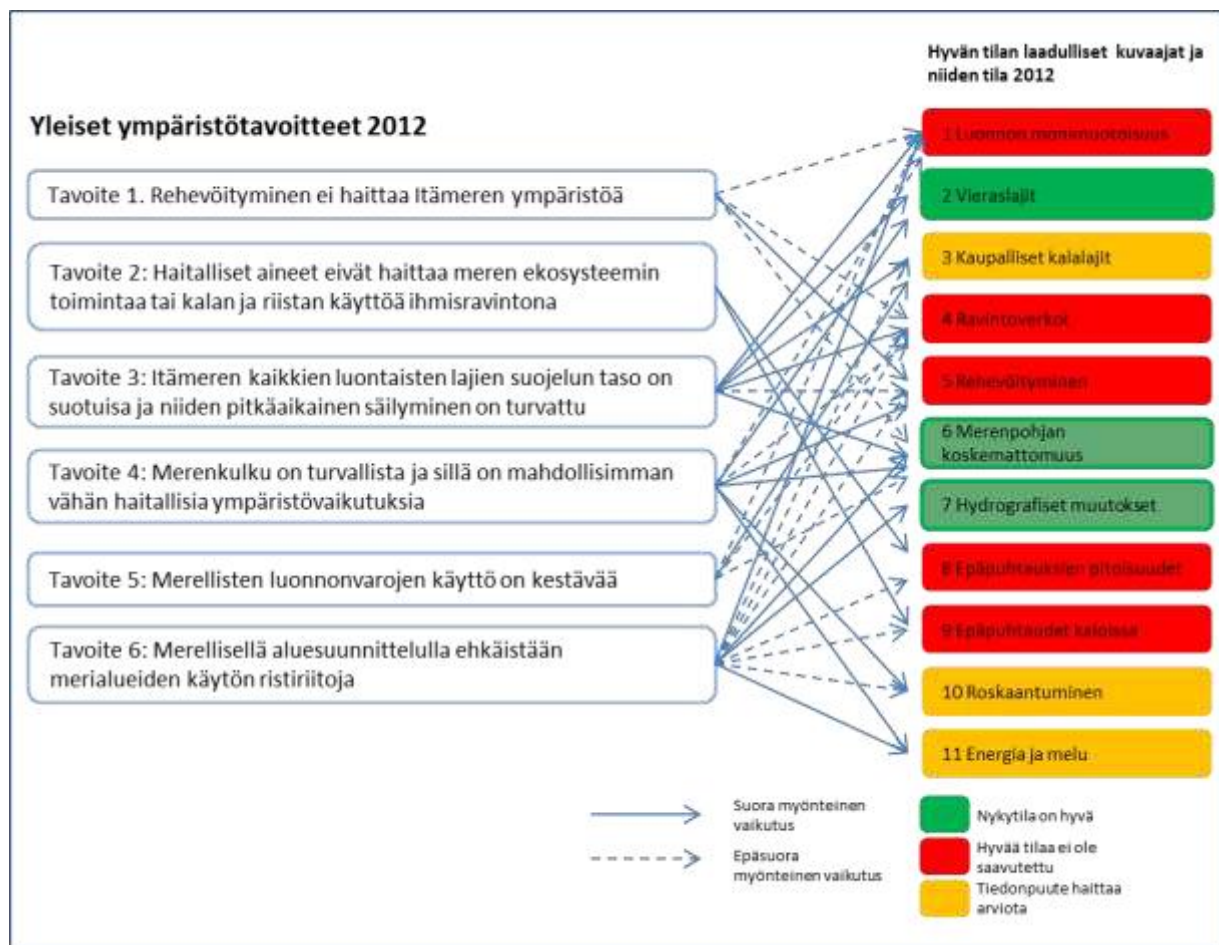 Hyvän tilan laadulliset kuvaajat ja
niiden tila 2012
Yleiset ympäristötavoitteet 2012
Tavoite 1. Rehevöityminen ei haittaa Itämeren ympäristöä
Tavoite 2: Haitalliset aineet eivät haittaa meren ekosysteemin
toimintaa tai kalan ja riistan käyttöä ihmisravintona
Tavoite 3: Itämeren kaikkien luontaisten lajien suojelun taso on
suotuisa ja niiden pitkäaikainen säilyminen on turvattu
Tavoite 4: Merenkulku on turvallista ja sillä on mahdollisimman
vähän haitallisia ympäristövaikutuksia
Tavoite 5: Merellisten luonnonvarojen käyttö on kestävää
Tavoite 6: Merellisellä aluesuunnittelulla ehkäistään
merialueiden käytön ristiriitoja
1 Luonnon monimuotoisuus
2 Vieraslajit
3 Kaupalliset kalalajit
4 Ravintoverkot
5 Rehevöityminen
6 Merenpohjan
koskemattomuus
7 Hydrografiset muutokset
8 Epäpuhtauksien pitoisuudet
9 Epäpuhtaudet kaloissa
10 Roskaantuminen
11 Energia ja melu
Suora myönteinen
vaikutus
Epäsuora
myönteinen vaikutus
Nykytila on hyvä
Hyvää tilaa ei ole
saavutettu
Tiedonpuute haittaa
arviota